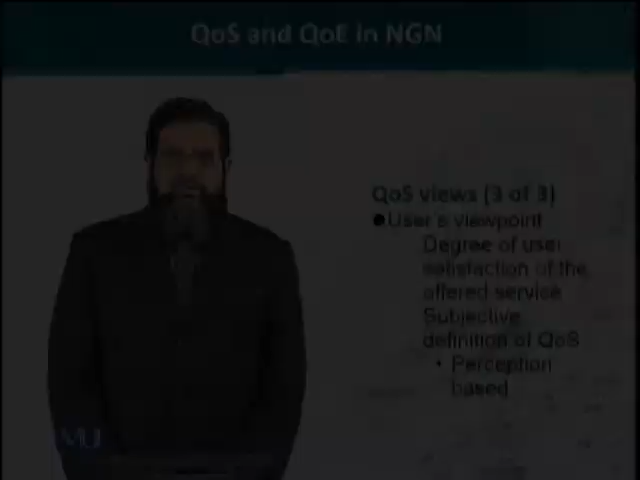 QoS and QoE in NGN
QoS views (3 of 3)
●User's viewpoint
Degree of user
satisfaction of the
offered service
Subjective
definition of QoS
• Perception
based